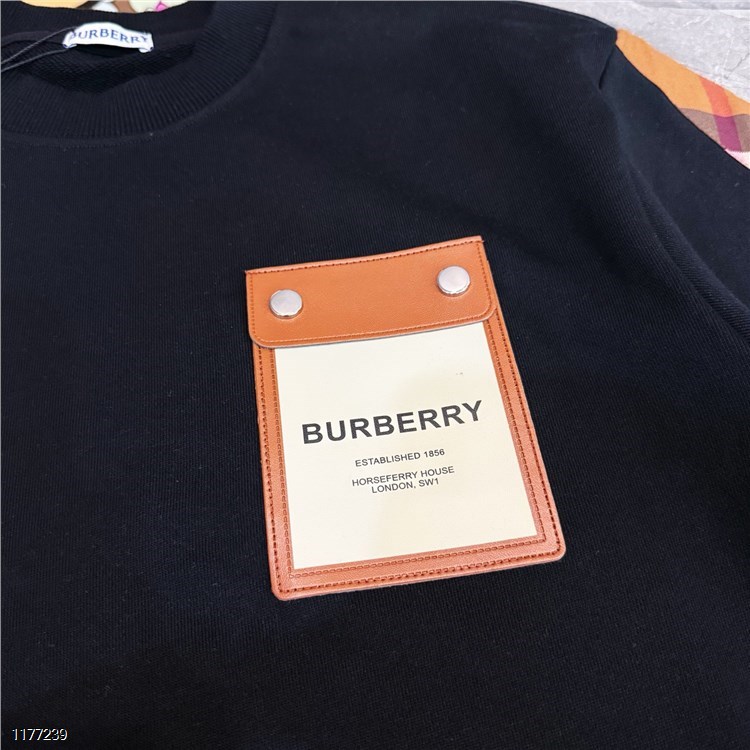 BURBERRY
BURBERRY
ESTABLISHED 1856
HORSEFERRY HOUSE
LONDON, SW1
1177239